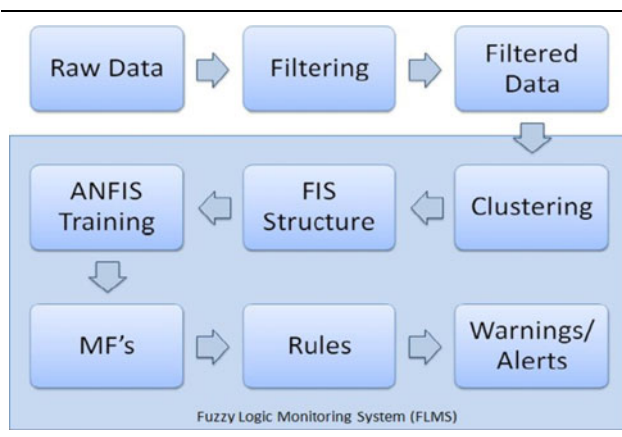 Raw Data
Filtering
Filtered
Data
ANFIS
Training
FIS
Structure
Clustering
MF's
Rules
Warnings/
Alerts
Fuzzy Logic Monitoring System (FLMS)